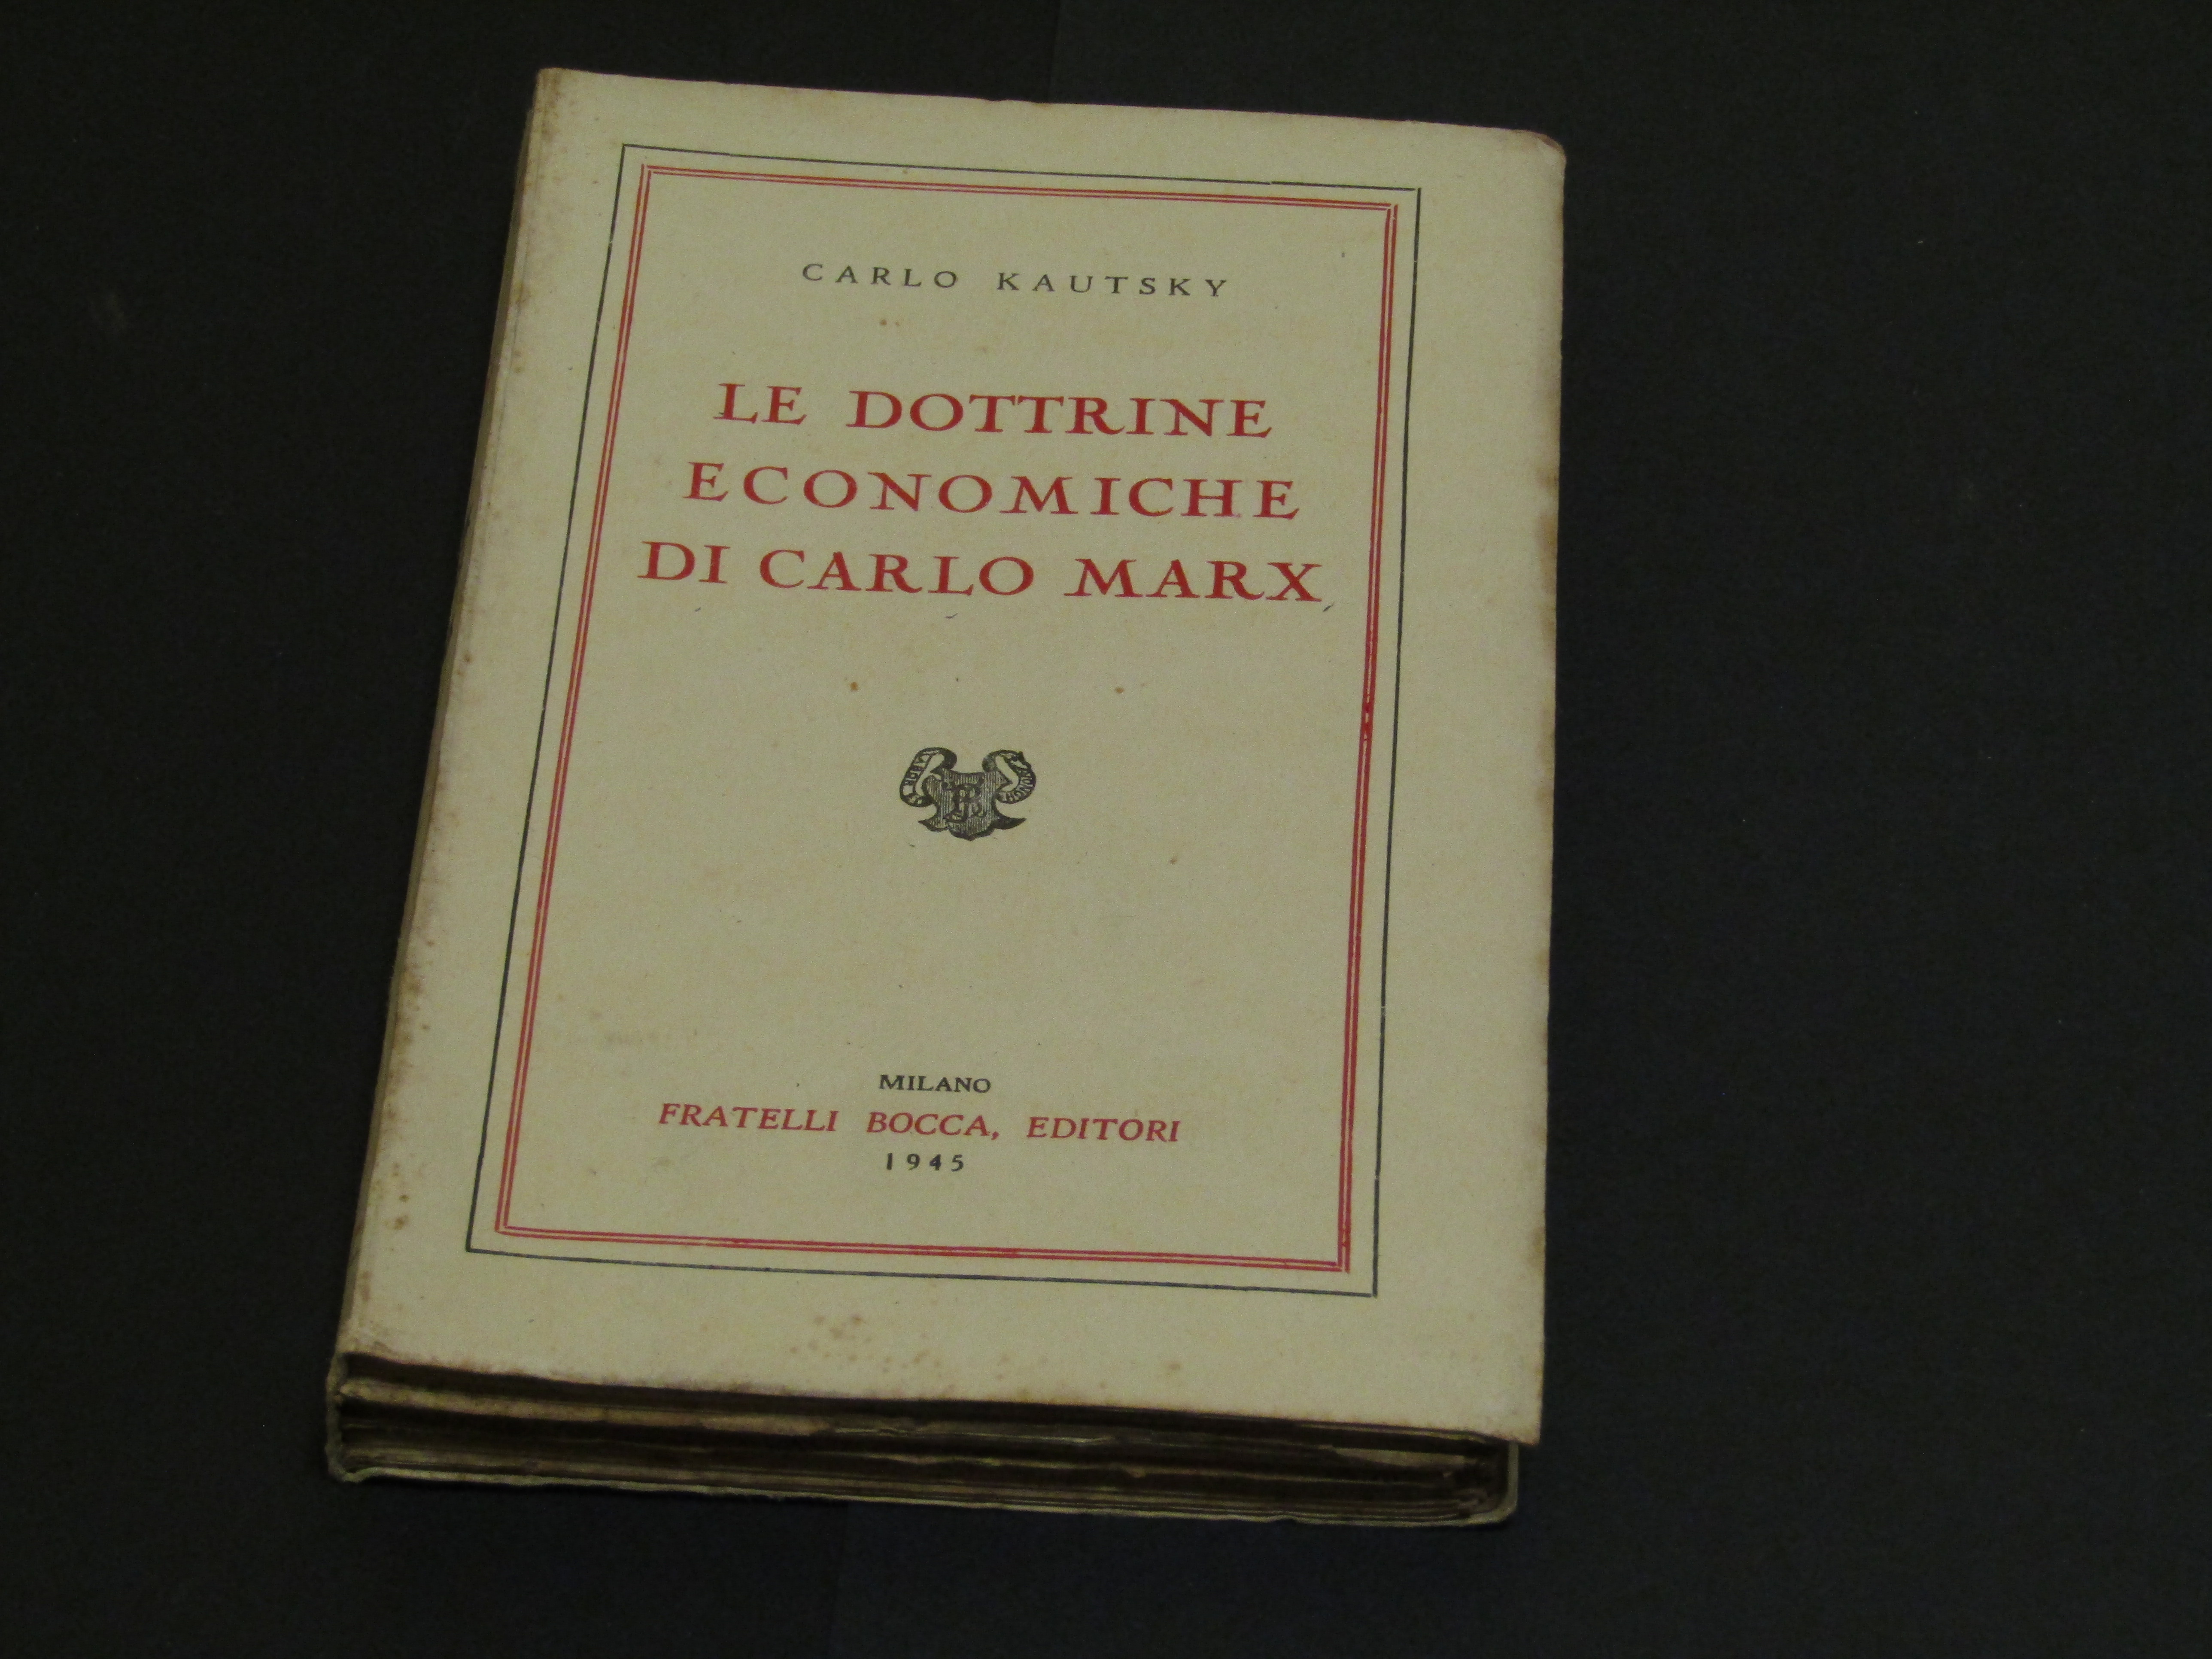 CARLO KAUTSKY
LE DOTTRINE
ECONOMICHE
DI CARLO MARX
MILANO
FRATELLI BOCCA, EDITORI
1945